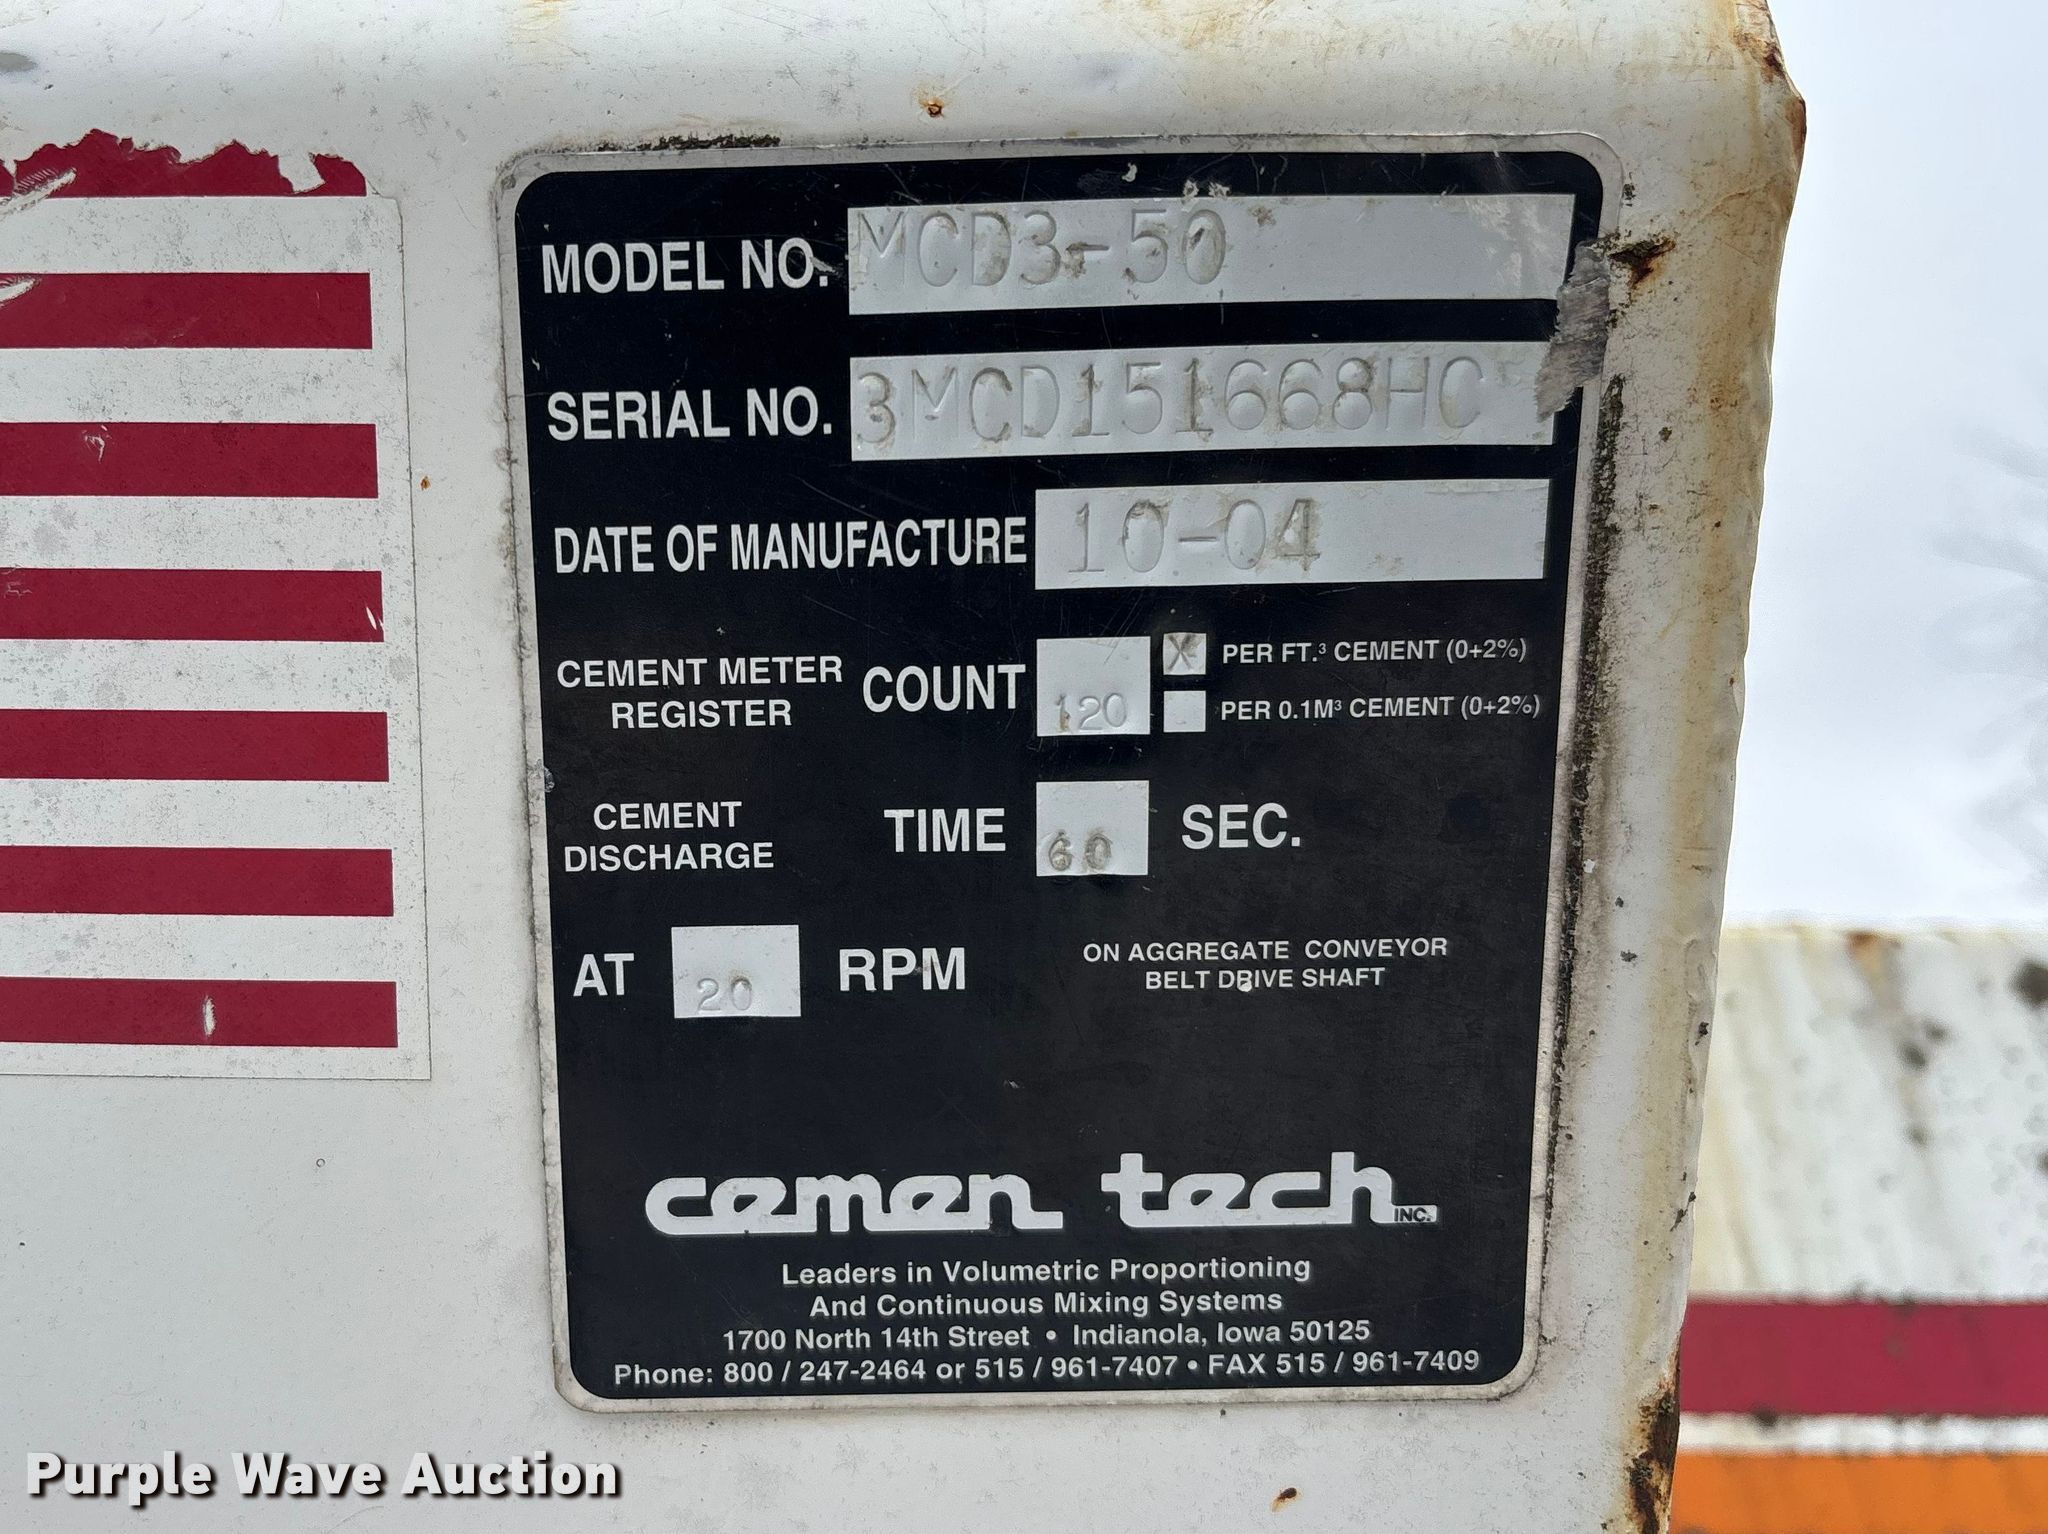 MODEL NO. MCD3-50
SERIAL NO. 3MCD151668HC
DATE OF MANUFACTURE 10-04
CEMENT METER REGISTER COUNT 120 X PER FT.³ CEMENT (0+2%)
PER 0.1M³ CEMENT (0+2%)
CEMENT DISCHARGE TIME 60 SEC.
AT 20 RPM ON AGGREGATE CONVEYOR
BELT DRIVE SHAFT
cemen tech INC.
Leaders in Volumetric Proportioning
And Continuous Mixing Systems
1700 North 14th Street • Indianola, Iowa 50125
Phone: 800 / 247-2464 or 515 / 961-7407 • FAX 515 / 961-7409
Purple Wave Auction